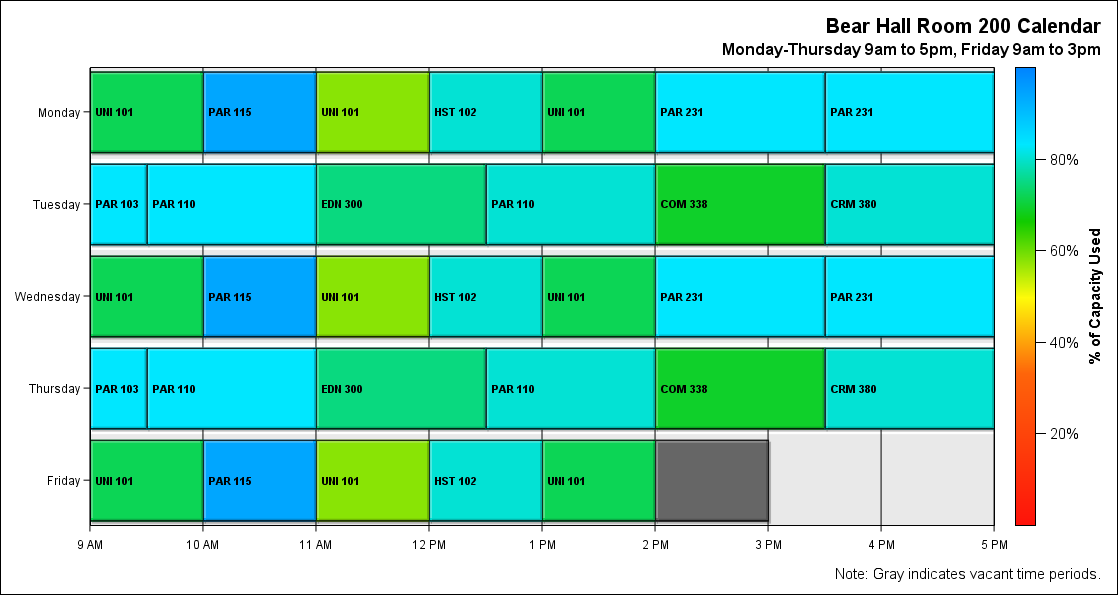 Bear Hall Room 200 Calendar
Monday-Thursday 9am to 5pm, Friday 9am to 3pm
Monday UNI 101 PAR 115 UNI 101 HST 102 UNI 101 PAR 231 PAR 231
80%
Tuesday PAR 103 PAR 110 EDN 300 PAR 110 COM 338 CRM 380
60%
Wednesday UNI 101 PAR 115 UNI 101 HST 102 UNI 101 PAR 231 PAR 231
% of Capacity Used
40%
Thursday PAR 103 PAR 110 EDN 300 PAR 110 COM 338 CRM 380
20%
Friday UNI 101 PAR 115 UNI 101 HST 102 UNI 101
9 AM 10 AM 11 AM 12 PM 1 PM 2 PM 3 PM 4 PM 5 PM
Note: Gray indicates vacant time periods.